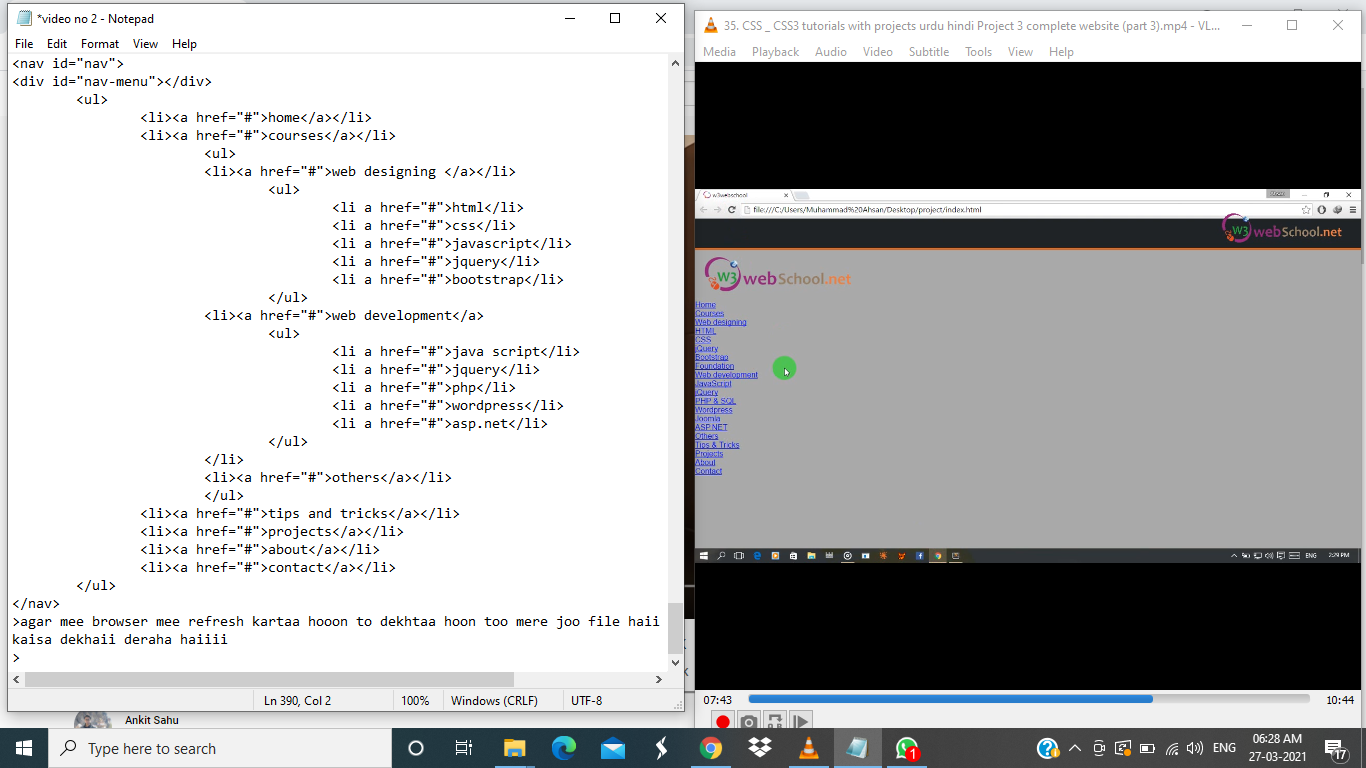 *video no 2 - Notepad
File Edit Format View Help
<nav id="nav">
<div id="nav-menu"></div>
<ul>
<li><a href="#">home</a></li>
<li><a href="#">courses</a></li>
<ul>
<li><a href="#">web designing </a></li>
<ul>
<li a href="#">html</li>
<li a href="#">css</li>
<li a href="#">javascript</li>
<li a href="#">jquery</li>
<li a href="#">bootstrap</li>
</ul>
<li><a href="#">web development</a>
<ul>
<li a href="#">java script</li>
<li a href="#">jquery</li>
<li a href="#">php</li>
<li a href="#">wordpress</li>
<li a href="#">asp.net</li>
</ul>
</li>
<li><a href="#">others</a></li>
</ul>
<li><a href="#">tips and tricks</a></li>
<li><a href="#">projects</a></li>
<li><a href="#">about</a></li>
<li><a href="#">contact</a></li>
</ul>
</nav>
>agar mee browser mee refresh kartaa hooon to dekhtaa hoon too mere joo file haii
kaisa dekhaii deraha haiiii
>
Ln 390, Col 2 100% Windows (CRLF) UTF-8
Ankit Sahu
35. CSS _ CSS3 tutorials with projects urdu hindi Project 3 complete website (part 3).mp4 - VL...
Media Playback Audio Video Subtitle Tools View Help
w3webschool
file:///C:/Users/Muhammad%20Ahsan/Desktop/project/index.html
W3 webSchool.net
W3 webSchool.net
Home
Courses
Web designing
HTML
CSS
jQuery
Bootstrap
Foundation
Web development
JavaScript
jQuery
PHP & SQL
Wordpress
Joomla
ASP.NET
Others
Tips & Tricks
Projects
About
Contact
ENG 2:29 PM
07:43 10:44
Type here to search
1
ENG
06:28 AM
27-03-2021
17